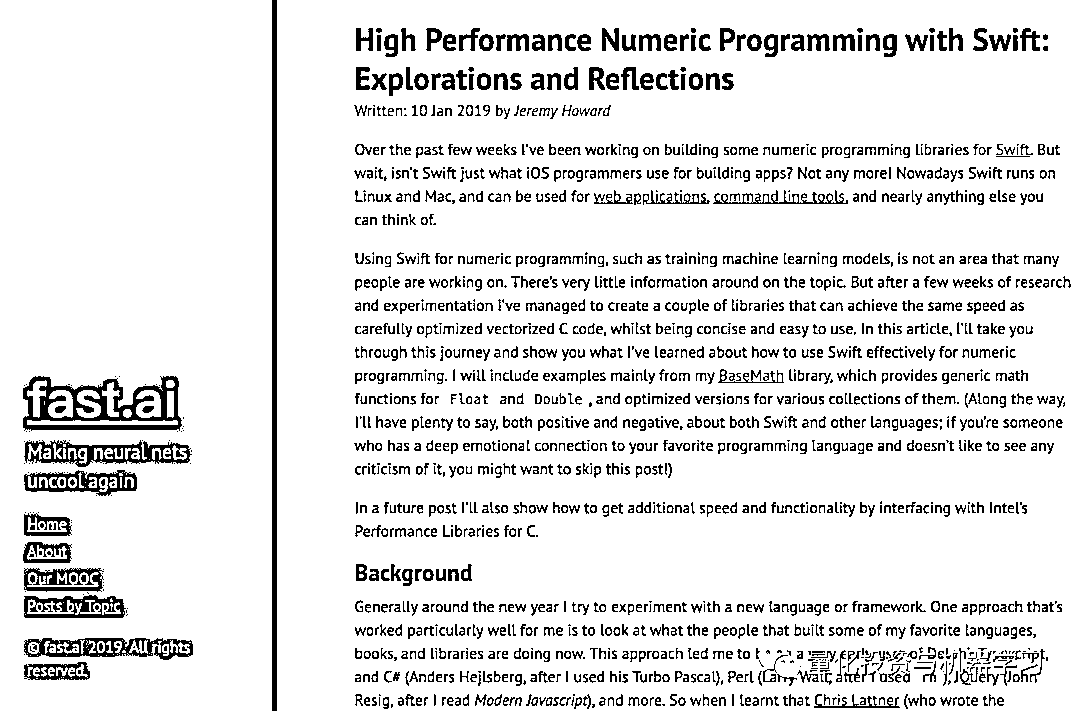 High Performance Numeric Programming with Swift:
Explorations and Reflections
Written: 10 Jan 2019 by Jeremy Howard
Over the past few weeks I've been working on building some numeric programming libraries for Swift. But
wait, isn't Swift just what iOS programmers use for building apps? Not any more! Nowadays Swift runs on
Linux and Mac, and can be used for web applications, command line tools, and nearly anything else you
can think of.
Using Swift for numeric programming, such as training machine learning models, is not an area that many
people are working on. There's very little information around on the topic. But after a few weeks of research
and experimentation I've managed to create a couple of libraries that can achieve the same speed as
carefully optimized vectorized C code, whilst being concise and easy to use. In this article, I'll take you
through this journey and show you what I've learned about how to use Swift effectively for numeric
programming. I will include examples mainly from my BaseMath library, which provides generic math
functions for Float and Double, and optimized versions for various collections of them. (Along the way,
I'll have plenty to say, both positive and negative, about both Swift and other languages; if you're someone
who has a deep emotional connection to your favorite programming language and doesn't like to see any
criticism of it, you might want to skip this post!)
In a future post I'll also show how to get additional speed and functionality by interfacing with Intel's
Performance Libraries for C.
Background
Generally around the new year I try to experiment with a new language or framework. One approach that's
worked particularly well for me is to look at what the people that built some of my favorite languages,
books, and libraries are doing now. This approach led me to a very early user of
and C# (Anders Hejlsberg, after I used his Turbo Pascal), Perl (Larry Wall, after I used rn), JQuery (John
Resig, after I read Modern Javascript), and more. So when I learnt that Chris Lattner (who wrote the
fast.ai
Making neural nets
uncool again
Home
About
Our MOOC
Posts by Topic
© fast.ai 2019. All rights
reserved.
量化投资与机器学习